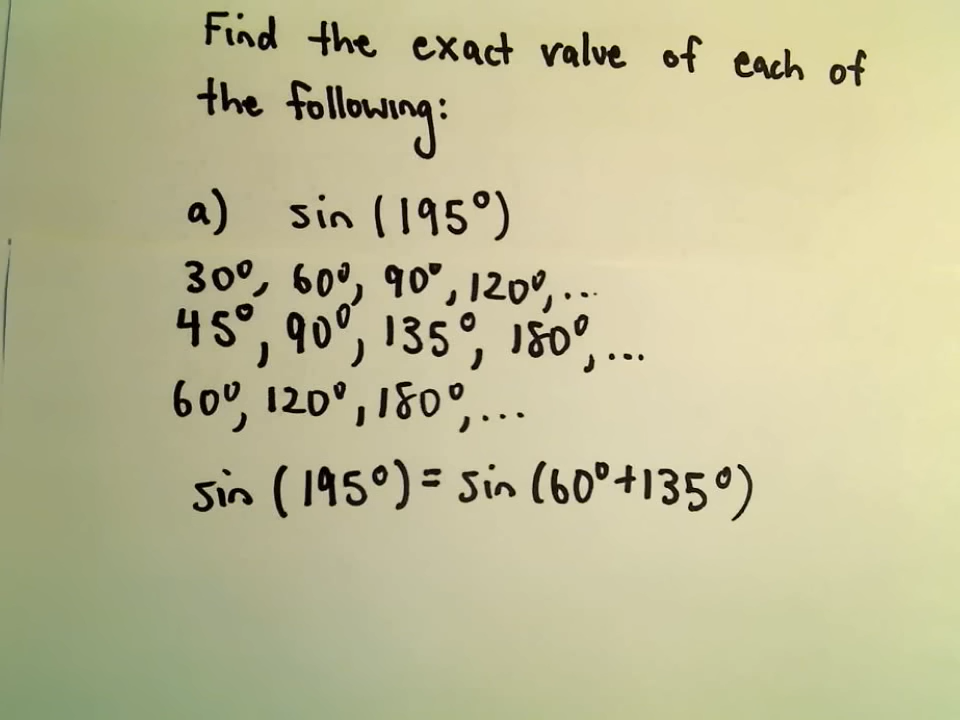 Find the exact value of each of
the following:
a) sin (195°)
30°, 60°, 90°, 120°, ...
45°, 90°, 135°, 180°, ...
60°, 120°, 180°, ...
sin (195°) = sin (60° + 135°)